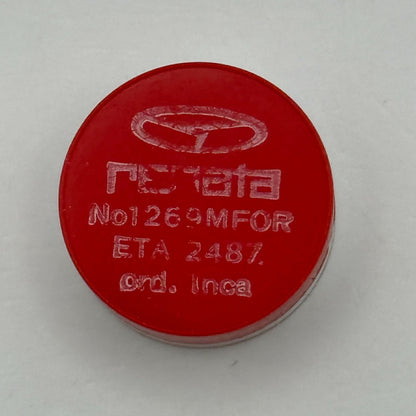 renata
No1269MFOR
ETA 2487.
ord. Inca